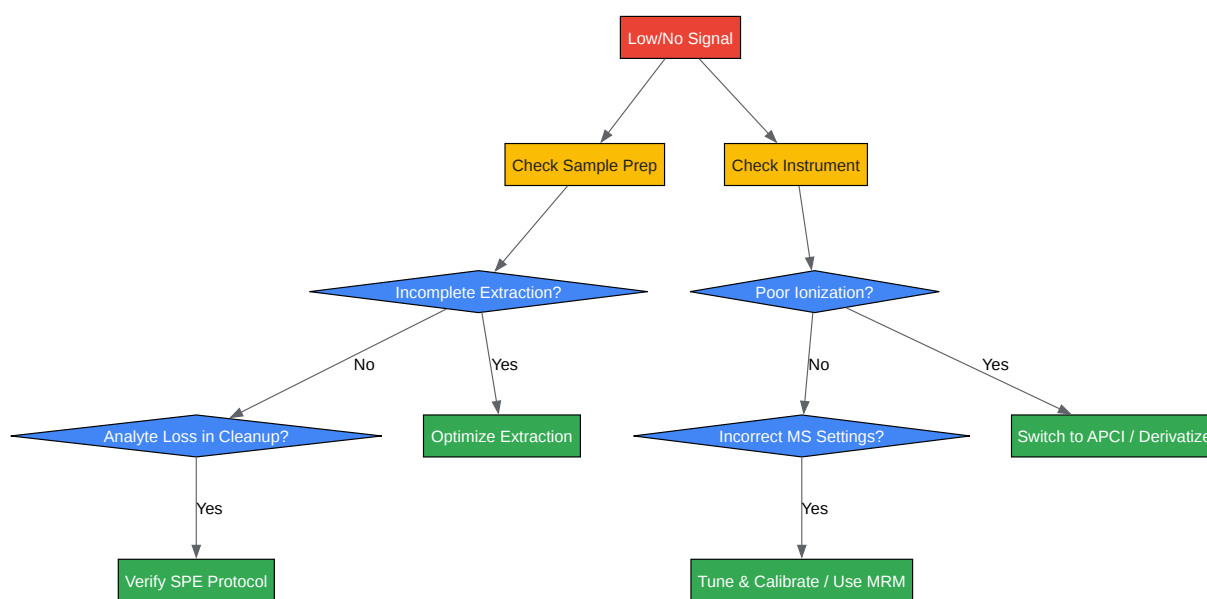 Low/No Signal
Check Sample Prep
Check Instrument
Incomplete Extraction?
Poor Ionization?
No
Yes
No
Yes
Analyte Loss in Cleanup?
Optimize Extraction
Incorrect MS Settings?
Switch to APCI / Derivatize
Yes
Yes
Verify SPE Protocol
Tune & Calibrate / Use MRM